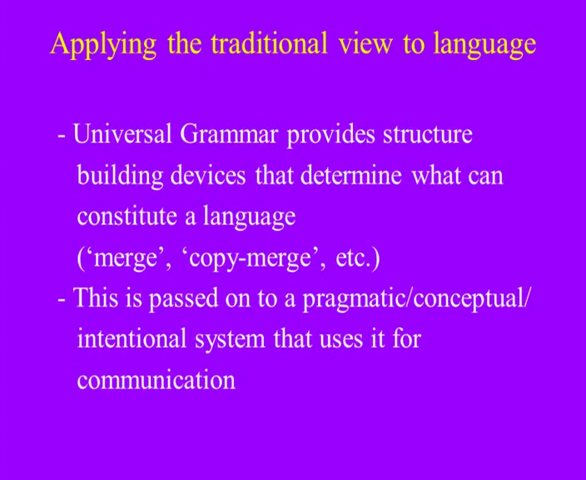 Applying the traditional view to language
- Universal Grammar provides structure
building devices that determine what can
constitute a language
(‘merge’, ‘copy-merge’, etc.)
- This is passed on to a pragmatic/conceptual/
intentional system that uses it for
communication